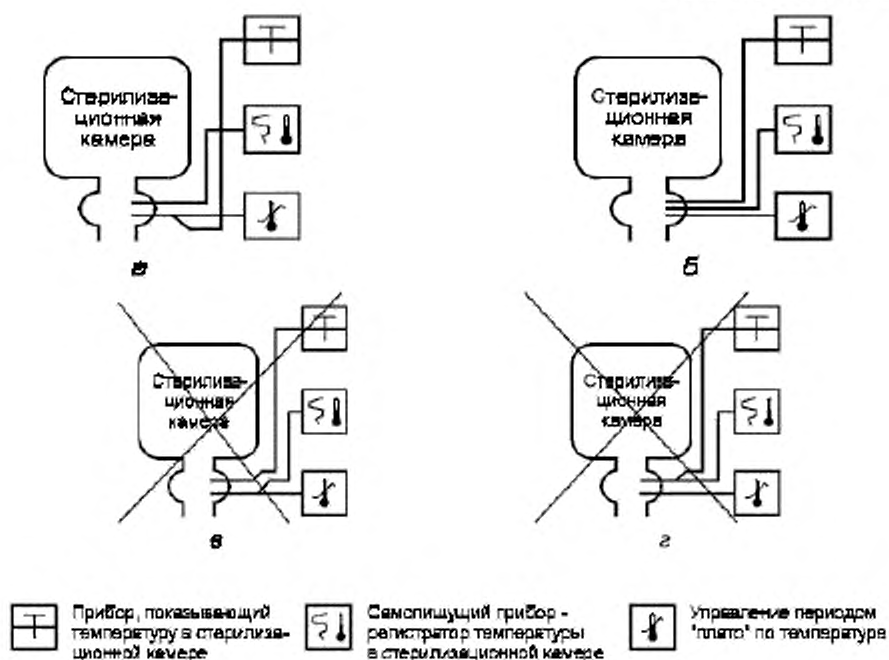 Стерилиза-
ционная
камера
Стерилиза-
ционная
камера
T
T
а
б
Стерилиза-
ционная
камера
Стерилиза-
ционная
камера
T
T
в
г
T
Прибор, показывающий
температуру в стерилиза-
ционной камере
Самопишущий прибор -
регистратор температуры
в стерилизационной камере
Управление периодом
"плато" по температуре